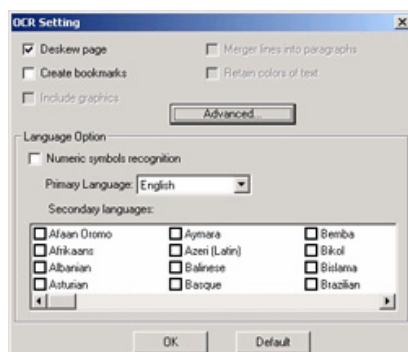 OCR Setting
Deskew page
Merger lines into paragraphs
Create bookmarks
Retain colors of text
Include graphics
Advanced...
Language Option
Numeric symbols recognition
Primary Language: English
Secondary languages:
Afaan Oromo Aymara Bemba
Afrikaans Azeri (Latin) Bikol
Albanian Balinese Bislama
Asturian Basque Brazilian
OK Default